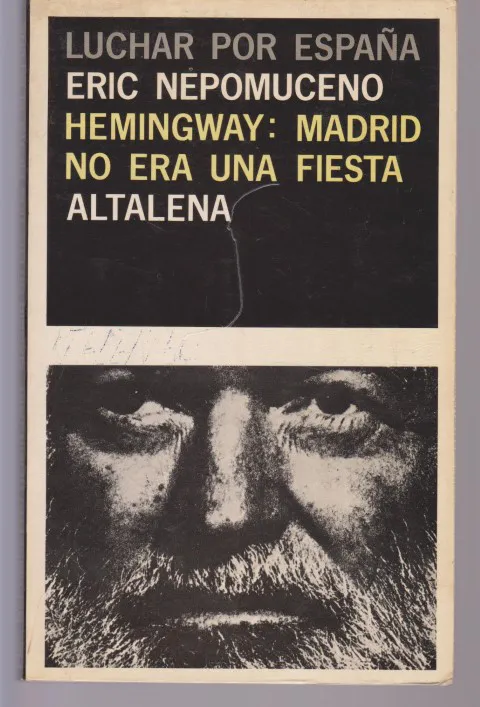 LUCHAR POR ESPAÑA
ERIC NEPOMUCENO
HEMINGWAY: MADRID
NO ERA UNA FIESTA
ALTALENA